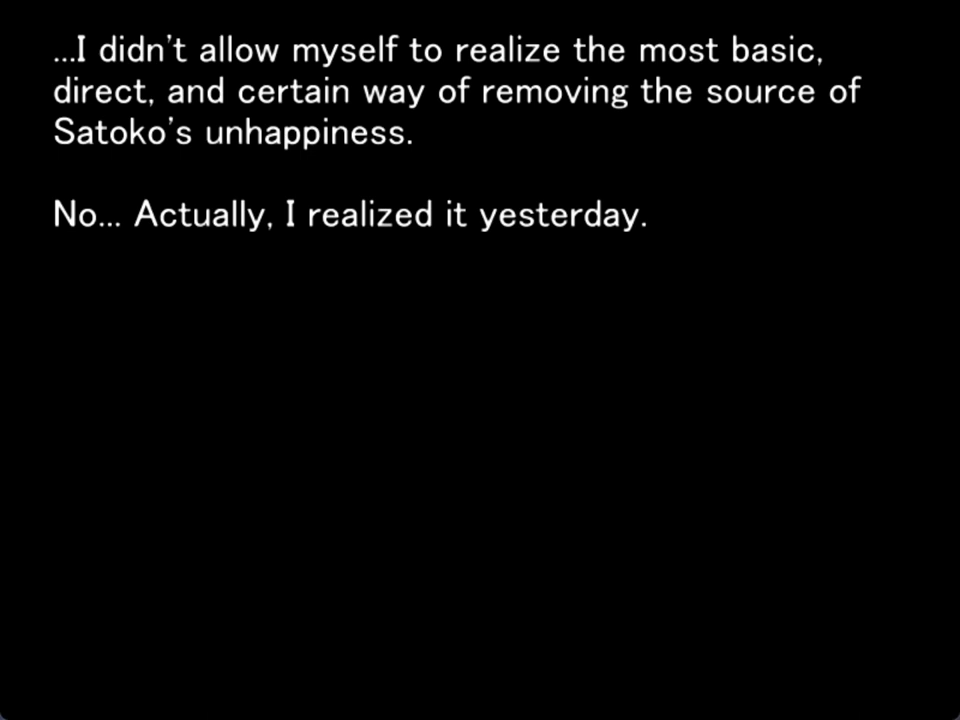 ...I didn't allow myself to realize the most basic,
direct, and certain way of removing the source of
Satoko's unhappiness.
No... Actually, I realized it yesterday.